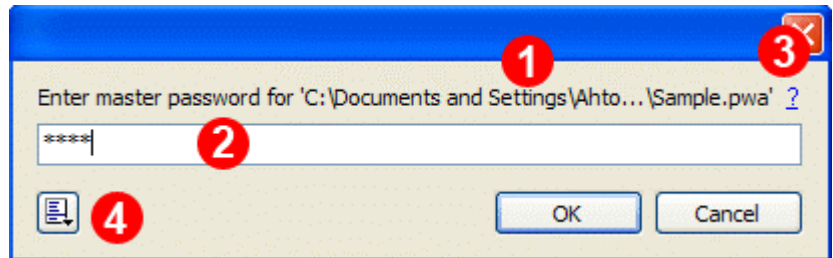 1
3
Enter master password for 'C:\Documents and Settings\Ahto...\Sample.pwa' ?
****
2
4
OK Cancel